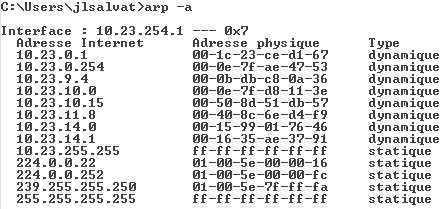 C:\Users\jlsalvat>arp -a
Interface : 10.23.254.1 --- 0x7
Adresse Internet Adresse physique Type
10.23.0.1 00-1c-23-ce-d1-67 dynamique
10.23.0.254 00-0e-7f-ae-47-53 dynamique
10.23.9.4 00-0b-db-c8-0a-36 dynamique
10.23.10.0 00-0e-7f-d8-11-3e dynamique
10.23.10.15 00-50-8d-51-db-57 dynamique
10.23.11.8 00-40-8c-6e-d4-f9 dynamique
10.23.14.0 00-15-99-01-76-46 dynamique
10.23.14.1 00-16-35-ae-37-91 dynamique
10.23.255.255 ff-ff-ff-ff-ff-ff statique
224.0.0.22 01-00-5e-00-00-16 statique
224.0.0.252 01-00-5e-00-00-fc statique
239.255.255.250 01-00-5e-7f-ff-fa statique
255.255.255.255 ff-ff-ff-ff-ff-ff statique